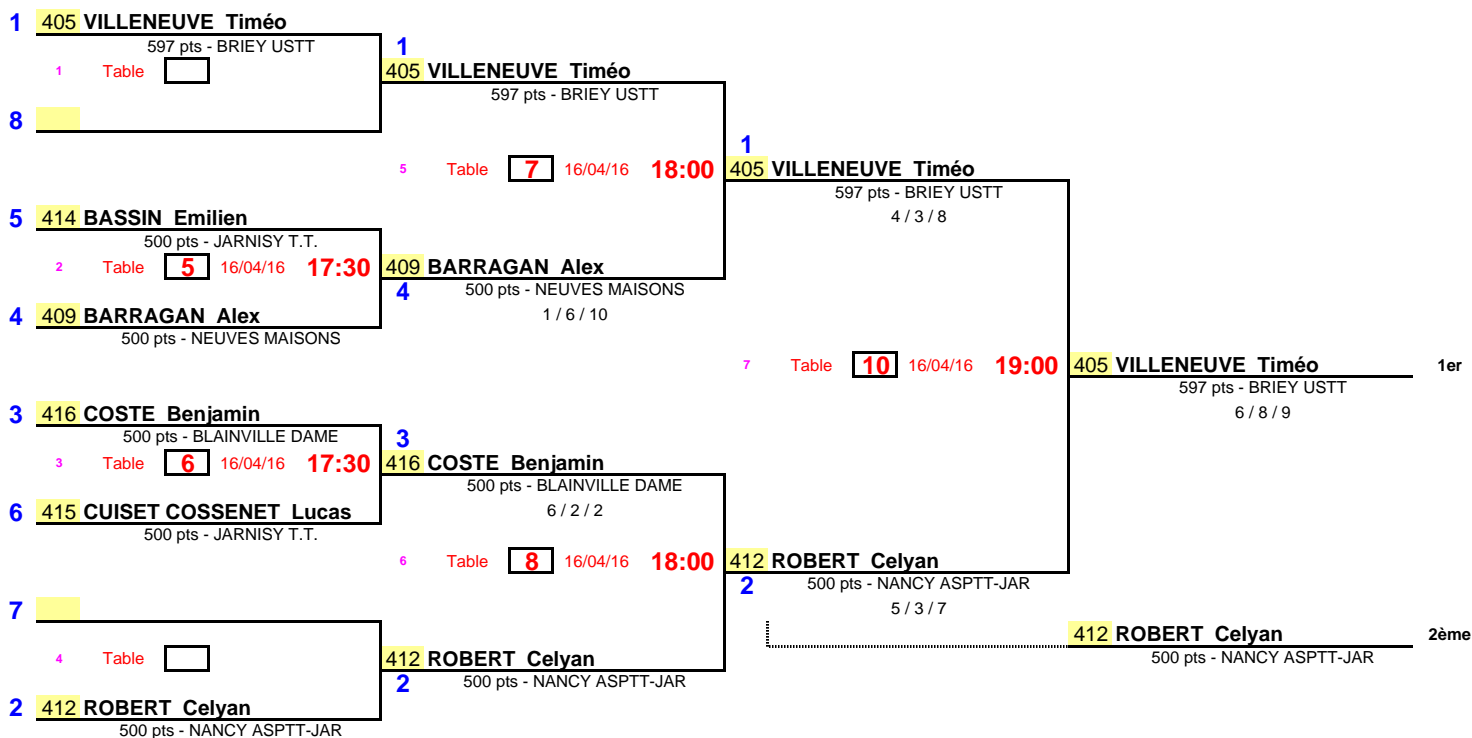 1 405 VILLENEUVE Timéo
597 pts - BRIEY USTT
1 Table
8
1
405 VILLENEUVE Timéo
597 pts - BRIEY USTT
5 Table 7 16/04/16 18:00
5 414 BASSIN Emilien
500 pts - JARNISY T.T.
2 Table 5 16/04/16 17:30
4 409 BARRAGAN Alex
500 pts - NEUVES MAISONS
409 BARRAGAN Alex
4
500 pts - NEUVES MAISONS
1 / 6 / 10
1
405 VILLENEUVE Timéo
597 pts - BRIEY USTT
4 / 3 / 8
7 Table 10 16/04/16 19:00
3 416 COSTE Benjamin
500 pts - BLAINVILLE DAME
3 Table 6 16/04/16 17:30
6 415 CUISET COSSENET Lucas
500 pts - JARNISY T.T.
3
416 COSTE Benjamin
500 pts - BLAINVILLE DAME
6 / 2 / 2
6 Table 8 16/04/16 18:00
7
4 Table
2 412 ROBERT Celyan
500 pts - NANCY ASPTT-JAR
412 ROBERT Celyan
2
500 pts - NANCY ASPTT-JAR
412 ROBERT Celyan
2
500 pts - NANCY ASPTT-JAR
5 / 3 / 7
405 VILLENEUVE Timéo 1er
597 pts - BRIEY USTT
6 / 8 / 9
412 ROBERT Celyan 2ème
500 pts - NANCY ASPTT-JAR